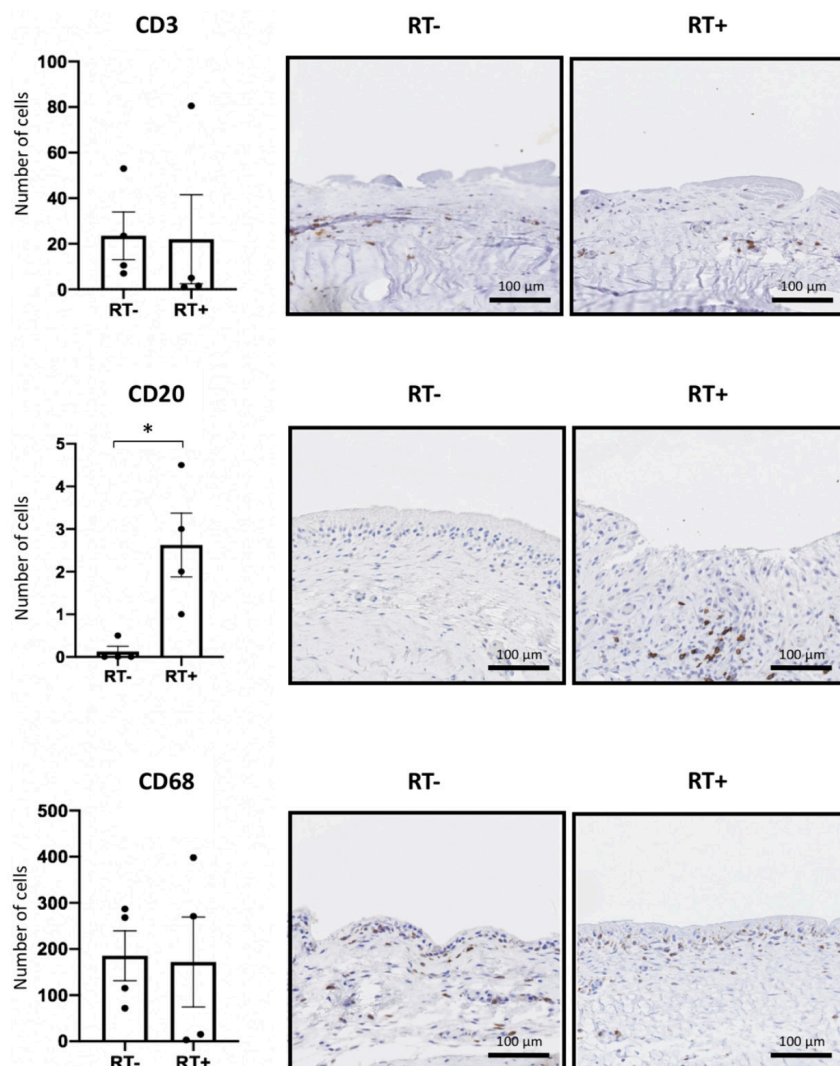 CD3
RT-
RT+
Number of cells
100
80
60
40
20
0
RT-
RT+
100 µm
100 µm
CD20
RT-
RT+
*
Number of cells
5
4
3
2
1
0
RT-
RT+
100 µm
100 µm
CD68
RT-
RT+
Number of cells
500
400
300
200
100
0
RT-
RT+
100 µm
100 µm